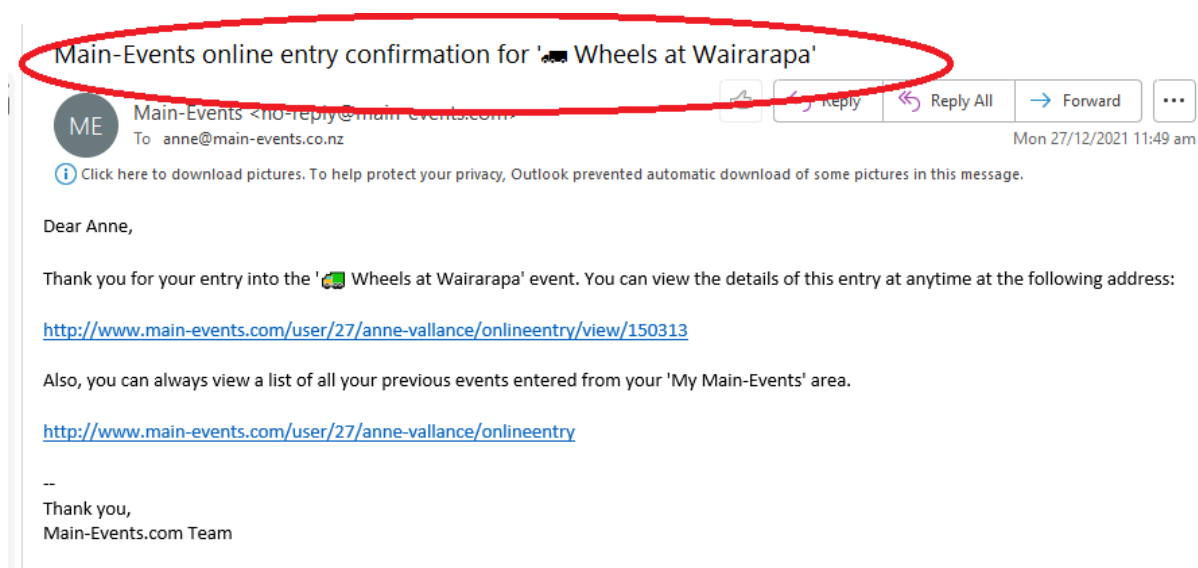 Main-Events online entry confirmation for '🚛 Wheels at Wairarapa'
ME
Main-Events <no-reply@main-events.com>
Reply
Reply All
Forward
To anne@main-events.co.nz
Mon 27/12/2021 11:49 am
Click here to download pictures. To help protect your privacy, Outlook prevented automatic download of some pictures in this message.
Dear Anne,
Thank you for your entry into the '🚛 Wheels at Wairarapa' event. You can view the details of this entry at anytime at the following address:
http://www.main-events.com/user/27/anne-vallance/onlineentry/view/150313
Also, you can always view a list of all your previous events entered from your 'My Main-Events' area.
http://www.main-events.com/user/27/anne-vallance/onlineentry
--
Thank you,
Main-Events.com Team